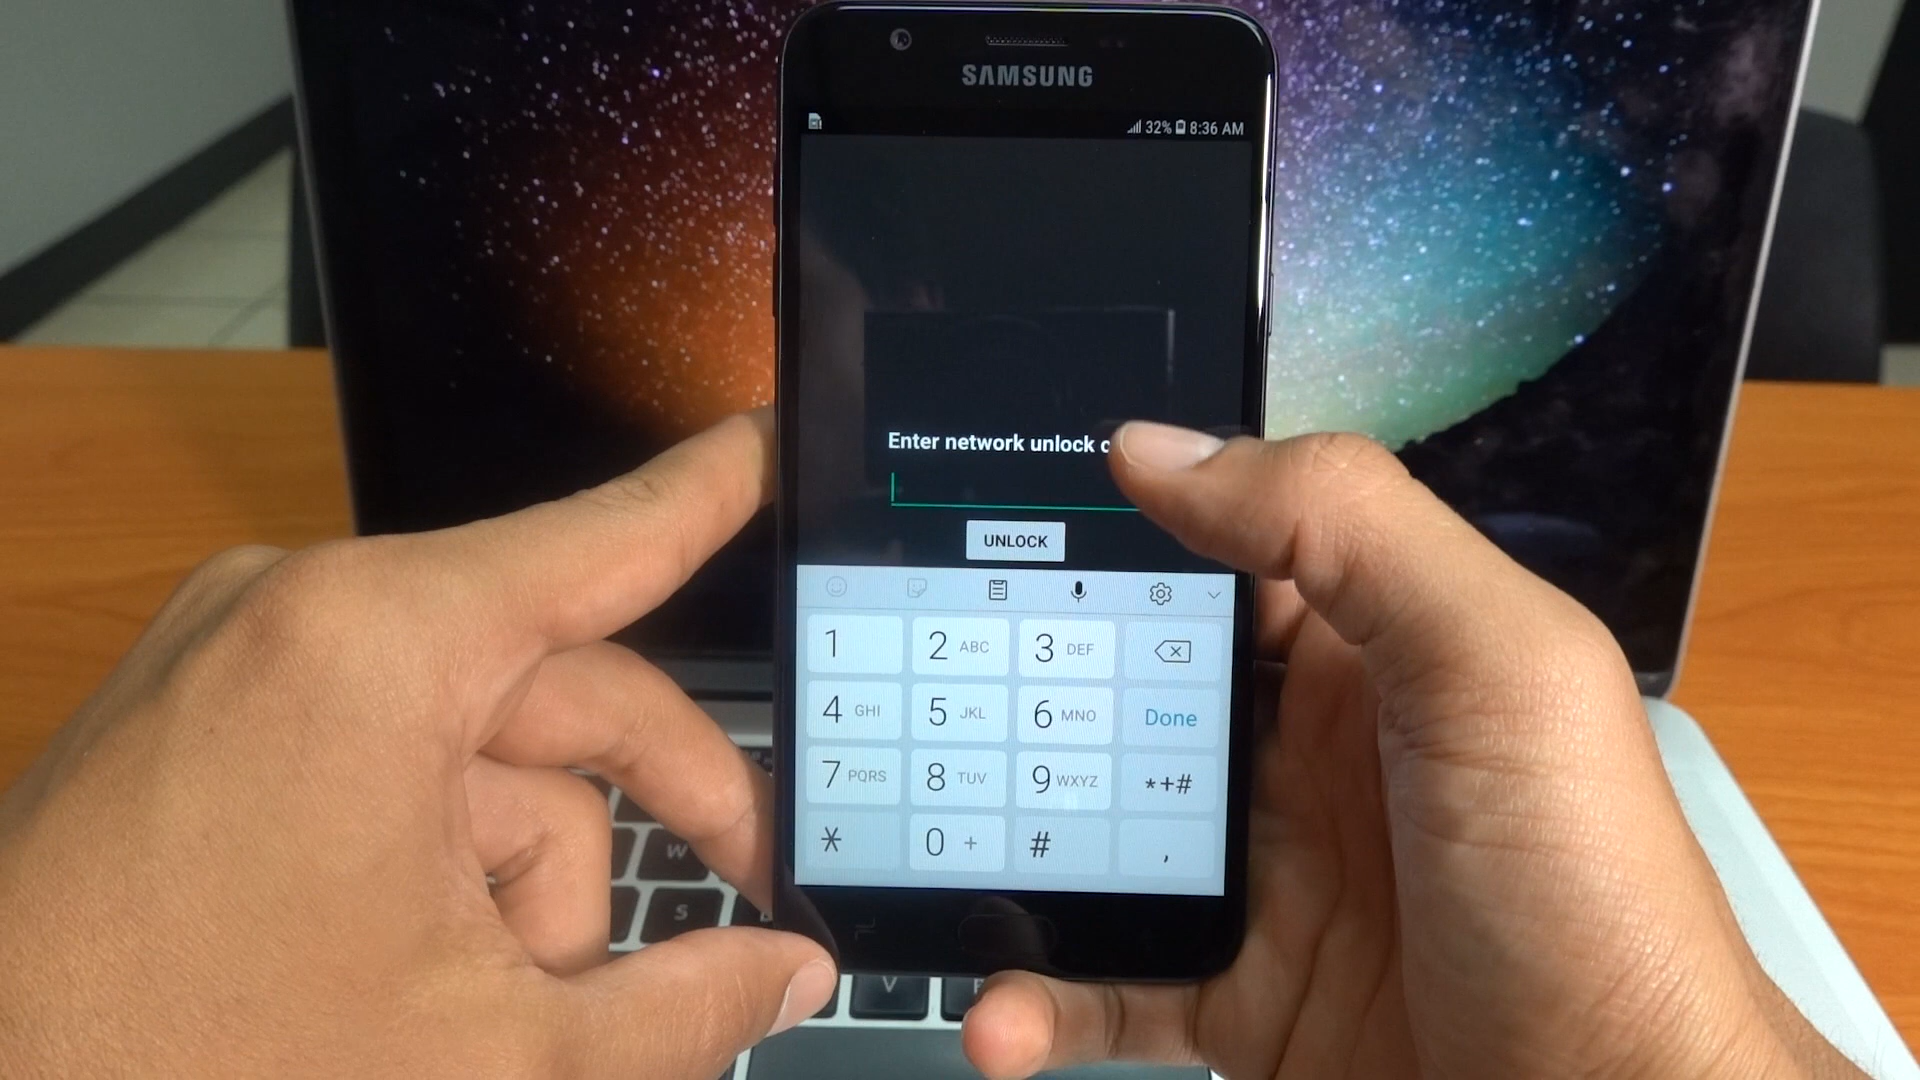 SAMSUNG
32% 8:36 AM
Enter network unlock
UNLOCK
1 2 ABC 3 DEF
4 GHI 5 JKL 6 MNO Done
7 PQRS 8 TUV 9 WXYZ *+#
* 0 + # ,
W
S
V